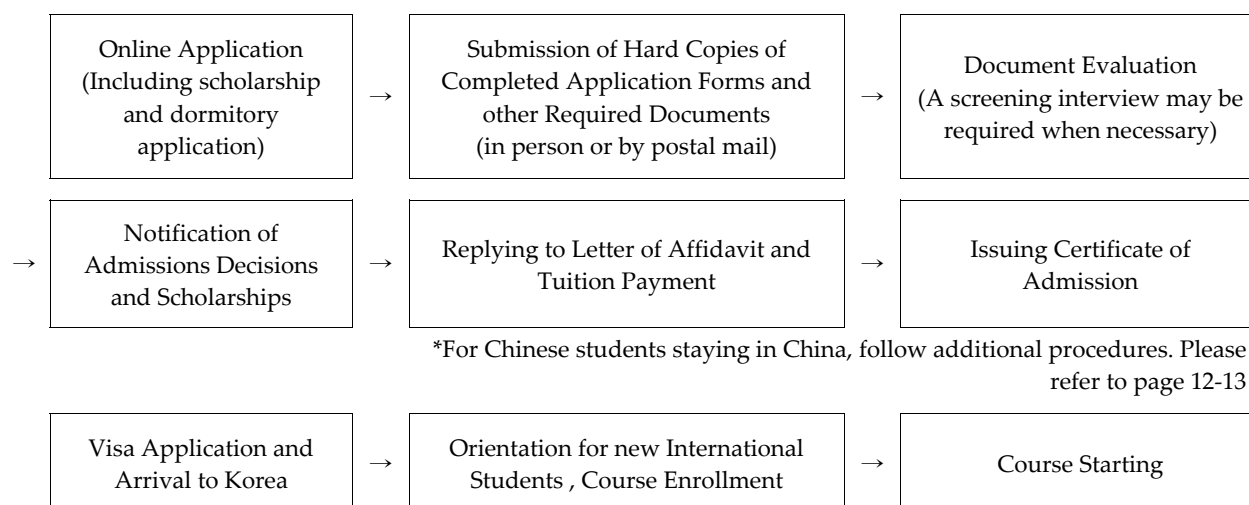 Online Application
(Including scholarship
and dormitory
application)
→
Submission of Hard Copies of
Completed Application Forms and
other Required Documents
(in person or by postal mail)
→
Document Evaluation
(A screening interview may be
required when necessary)
→
Notification of
Admissions Decisions
and Scholarships
→
Replying to Letter of Affidavit and
Tuition Payment
→
Issuing Certificate of
Admission
*For Chinese students staying in China, follow additional procedures. Please
refer to page 12-13
Visa Application and
Arrival to Korea
→
Orientation for new International
Students , Course Enrollment
→
Course Starting